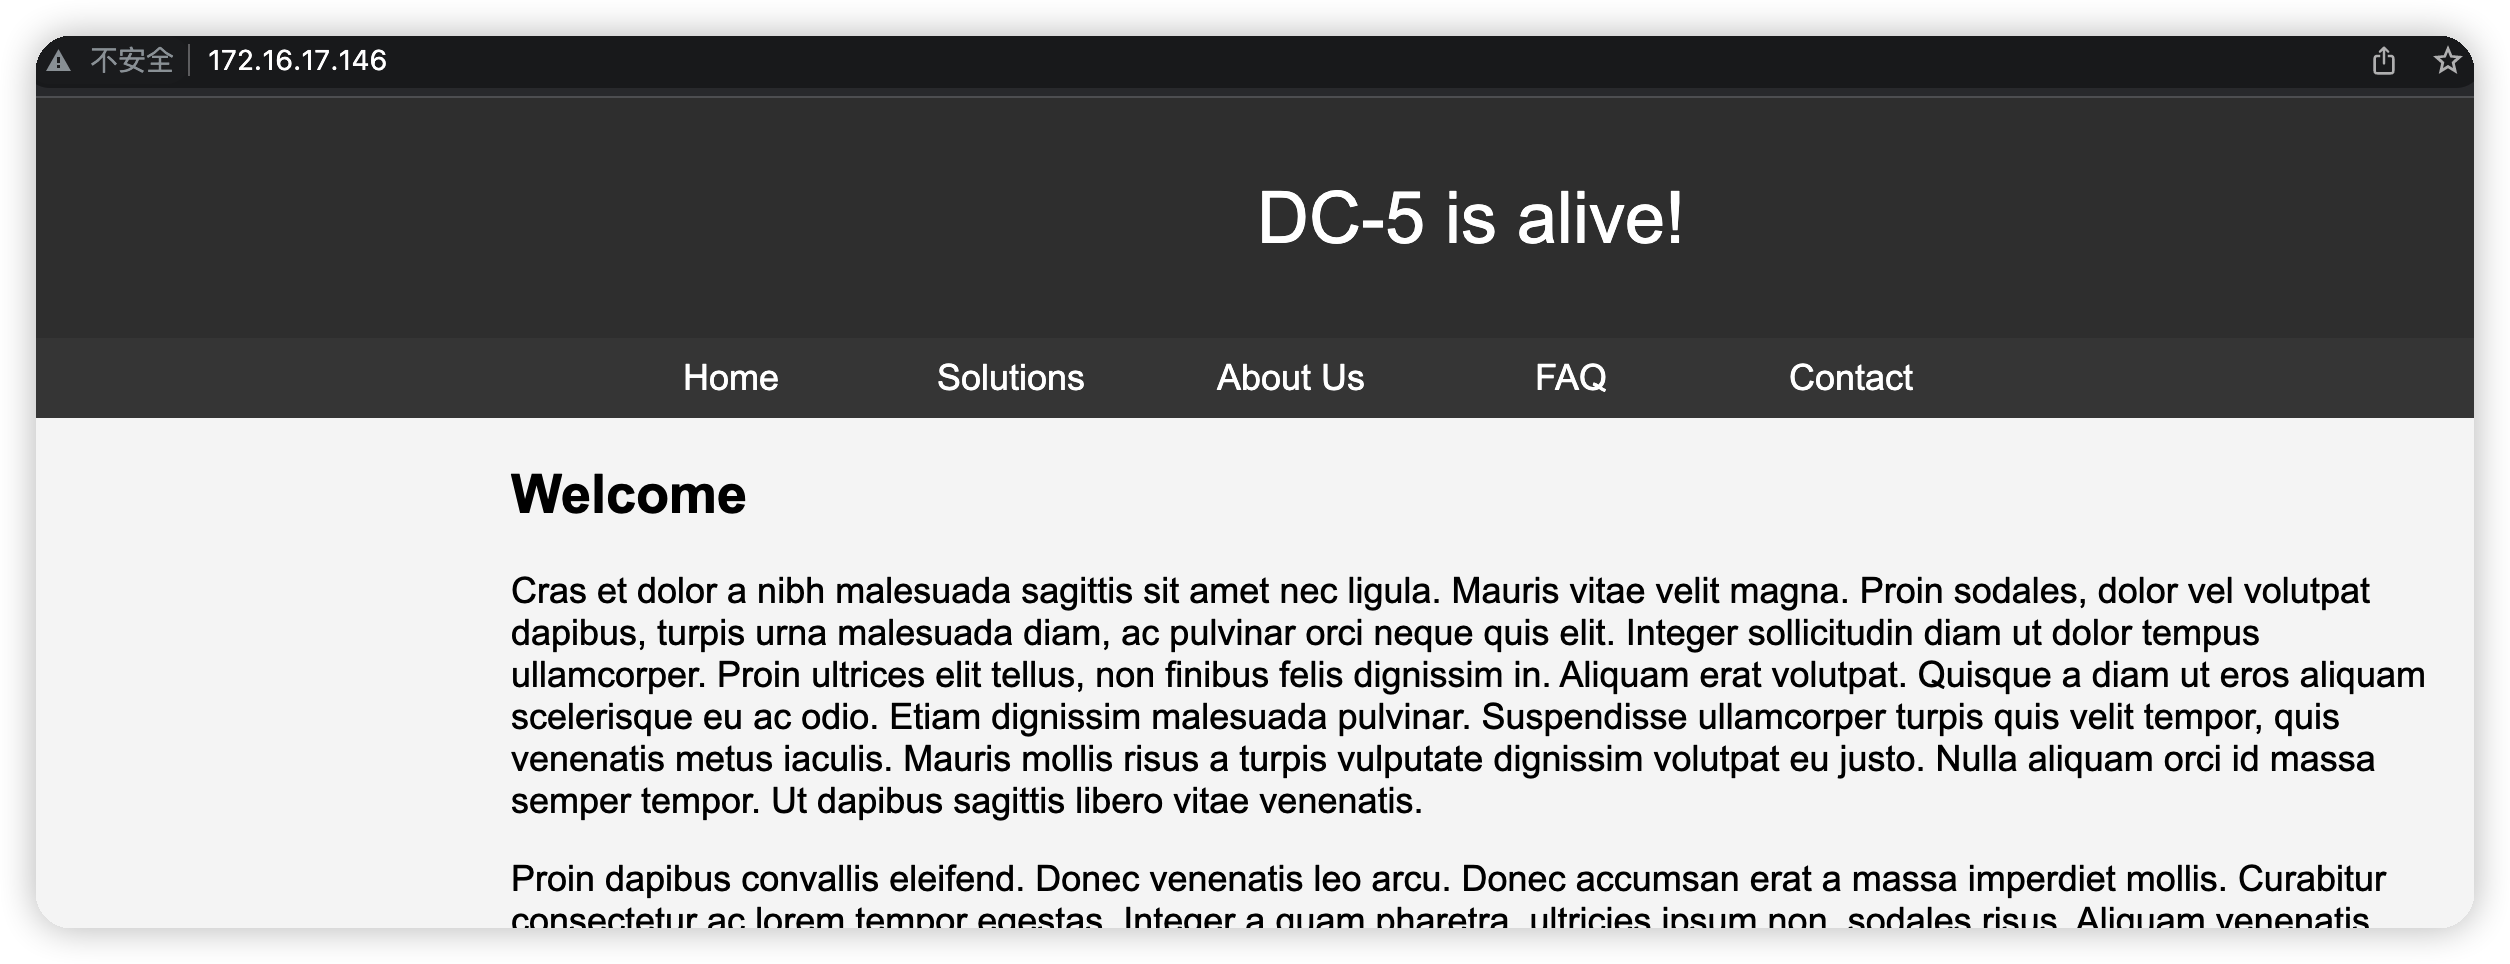 不安全 172.16.17.146
DC-5 is alive!
Home Solutions About Us FAQ Contact
Welcome
Cras et dolor a nibh malesuada sagittis sit amet nec ligula. Mauris vitae velit magna. Proin sodales, dolor vel volutpat
dapibus, turpis urna malesuada diam, ac pulvinar orci neque quis elit. Integer sollicitudin diam ut dolor tempus
ullamcorper. Proin ultrices elit tellus, non finibus felis dignissim in. Aliquam erat volutpat. Quisque a diam ut eros aliquam
scelerisque eu ac odio. Etiam dignissim malesuada pulvinar. Suspendisse ullamcorper turpis quis velit tempor, quis
venenatis metus iaculis. Mauris mollis risus a turpis vulputate dignissim volutpat eu justo. Nulla aliquam orci id massa
semper tempor. Ut dapibus sagittis libero vitae venenatis.
Proin dapibus convallis eleifend. Donec venenatis leo arcu. Donec accumsan erat a massa imperdiet mollis. Curabitur
consectetur ac lorem tempor egestas. Integer a quam pharetra, ultricies ipsum non, sodales risus. Aliquam venenatis